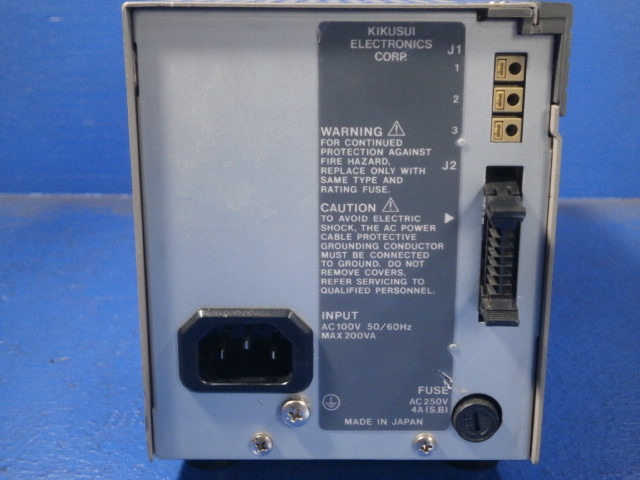 KIKUSUI
ELECTRONICS
CORP.
J1
1
2
3
WARNING
FOR CONTINUED
PROTECTION AGAINST
FIRE HAZARD,
REPLACE ONLY WITH
SAME TYPE AND
RATING FUSE.
J2
CAUTION
TO AVOID ELECTRIC
SHOCK, THE AC POWER
CABLE PROTECTIVE
GROUNDING CONDUCTOR
MUST BE CONNECTED
TO GROUND. DO NOT
REMOVE COVERS.
REFER SERVICING TO
QUALIFIED PERSONNEL.
INPUT
AC100V 50/60Hz
MAX200VA
FUSE
AC250V
4A(S.B)
MADE IN JAPAN